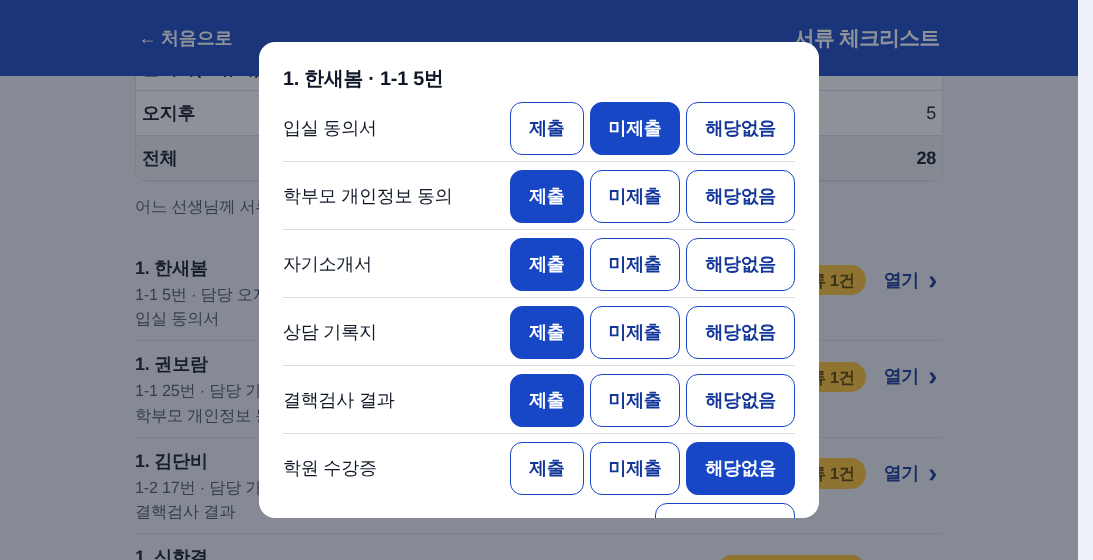 ← 처음으로
서류 체크리스트
오지후
5
전체
28
어느 선생님께
1. 한새봄 · 1-1 5번
입실 동의서
제출
미제출
해당없음
학부모 개인정보 동의
제출
미제출
해당없음
자기소개서
제출
미제출
해당없음
상담 기록지
제출
미제출
해당없음
결핵검사 결과
제출
미제출
해당없음
학원 수강증
제출
미제출
해당없음
1. 한새봄
1-1 5번 · 담당
입실 동의서
1건
열기 ›
1. 권보람
1-1 25번 · 담당
학부모 개인정보
1건
열기 ›
1. 김단비
1-2 17번 · 담당
결핵검사 결과
1건
열기 ›